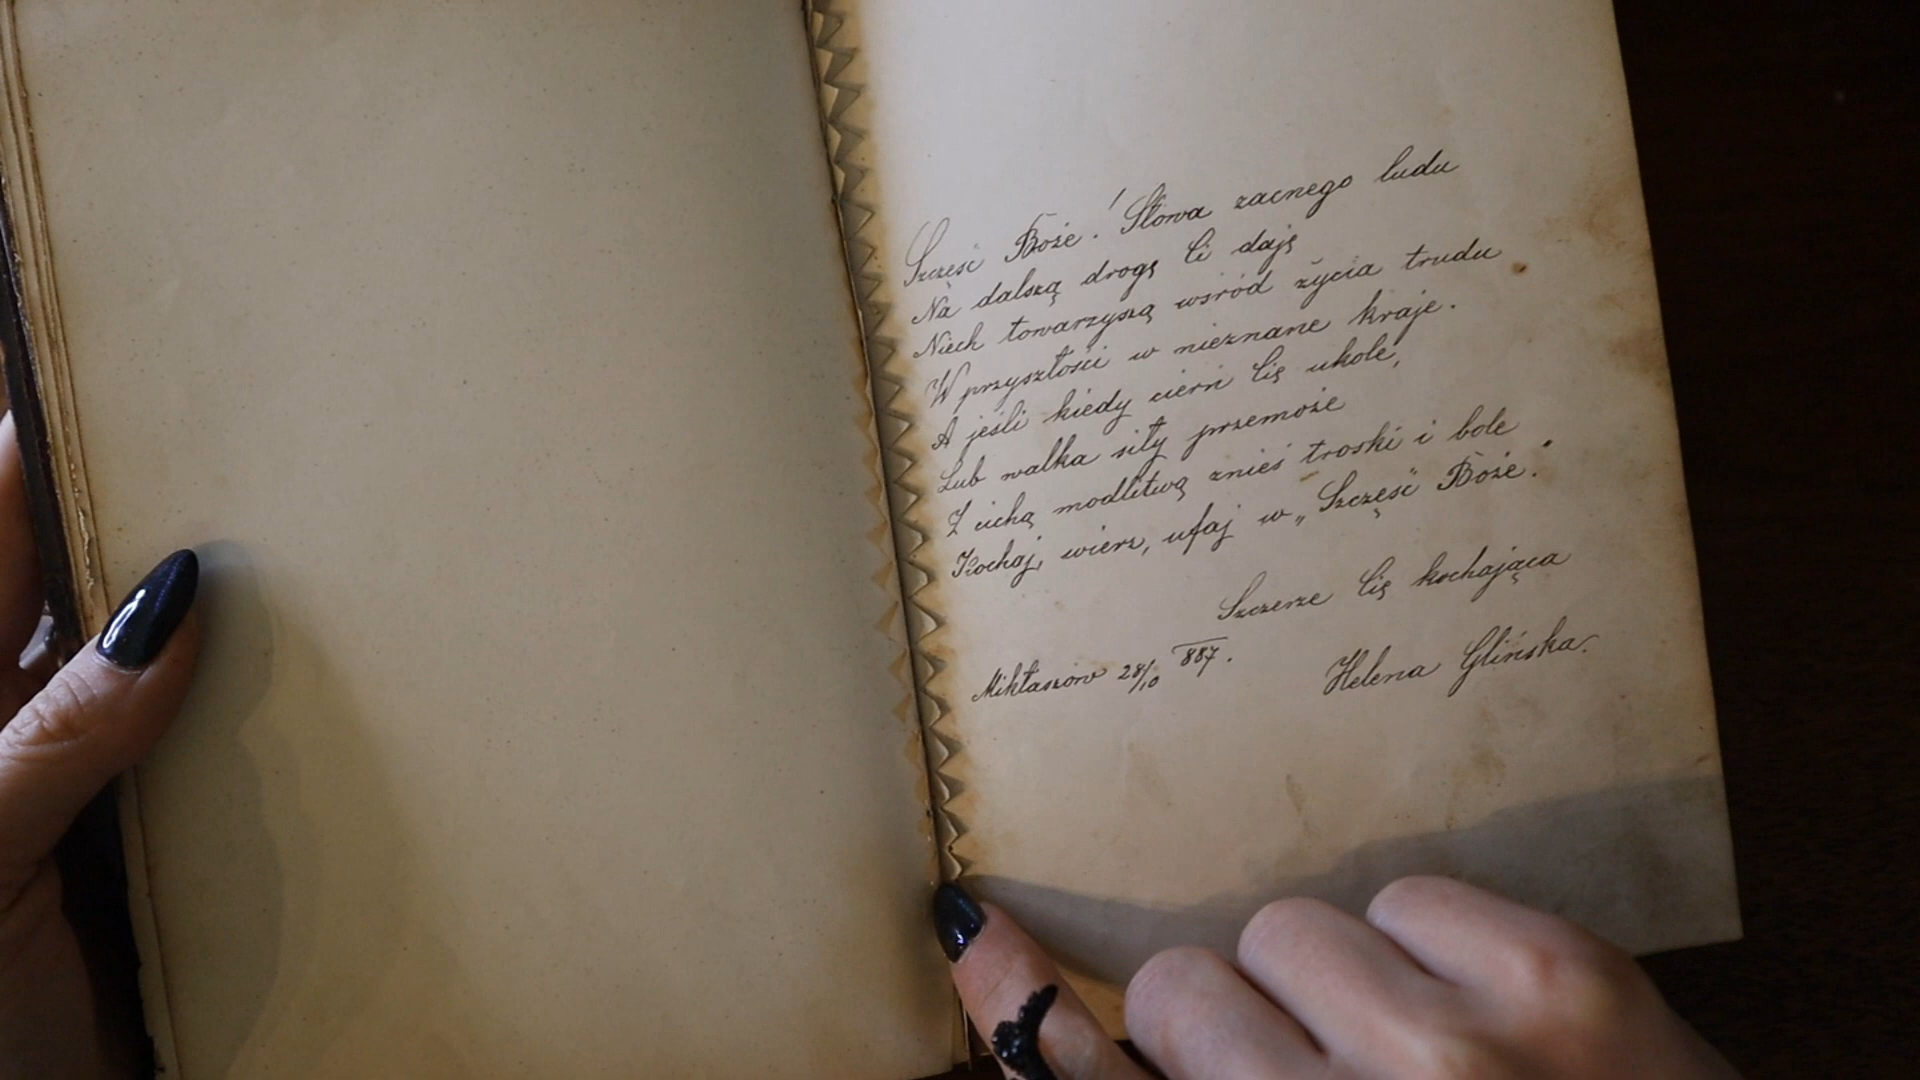 Szczęść Boże! Słowa zacnego ludu
Na dalszą drogę Ci daję
Niech towarzyszą wśród życia trudu
W przyszłości w nieznane kraje.
A jeśli kiedy cierń Cię ukole,
Lub walka siły przemoże
Z cichą modlitwą znieś troski i bole
Kochaj, wierz, ufaj w „Szczęść Boże."
Szczerze Cię kochająca
Mikłaszów 28/10 887.
Helena Glińska.